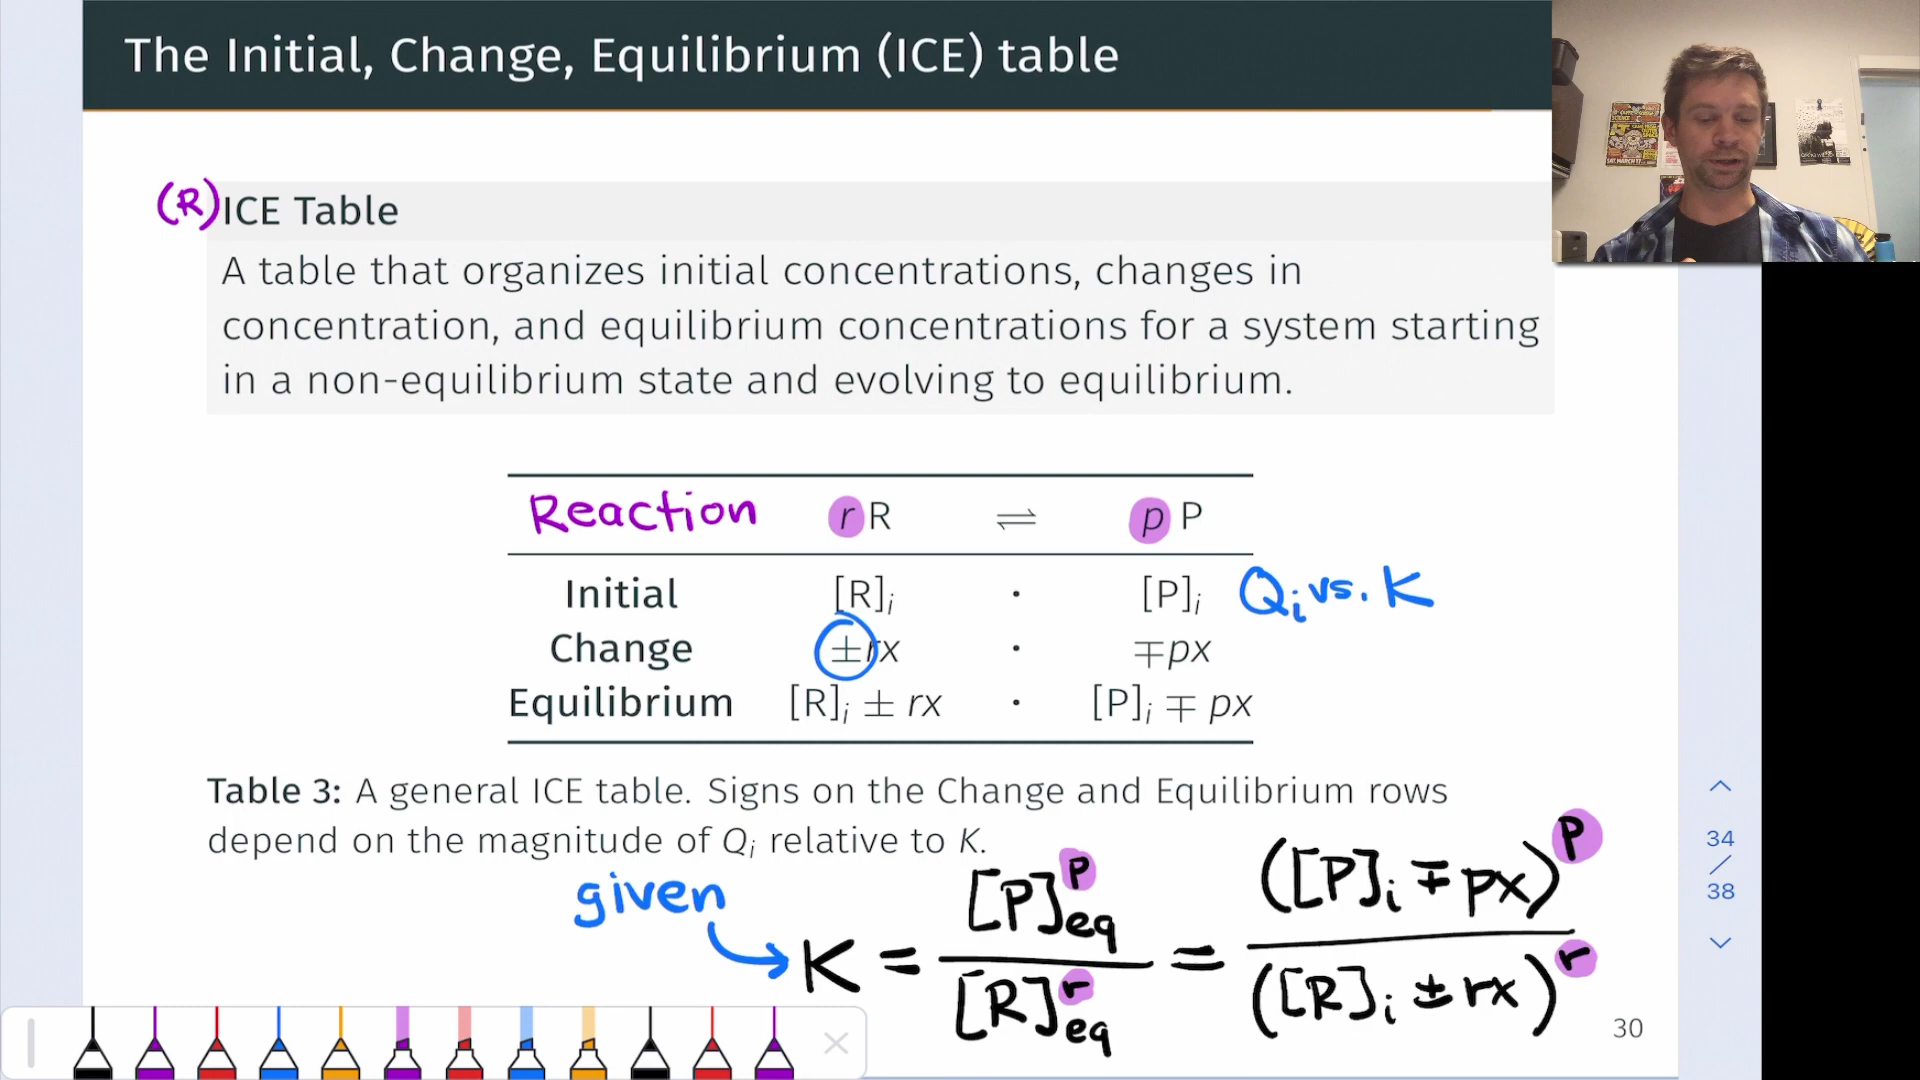 The Initial, Change, Equilibrium (ICE) table
(R) ICE Table
A table that organizes initial concentrations, changes in
concentration, and equilibrium concentrations for a system starting
in a non-equilibrium state and evolving to equilibrium.
Reaction r R ⇌ p P
Initial [R]i · [P]i Qi vs. K
Change ±rx · ∓px
Equilibrium [R]i ± rx · [P]i ∓ px
Table 3: A general ICE table. Signs on the Change and Equilibrium rows
depend on the magnitude of Qi relative to K.
given
K = [P]eq^p / [R]eq^r = ([P]i ∓ px)^p / ([R]i ± rx)^r
34
/
38
30